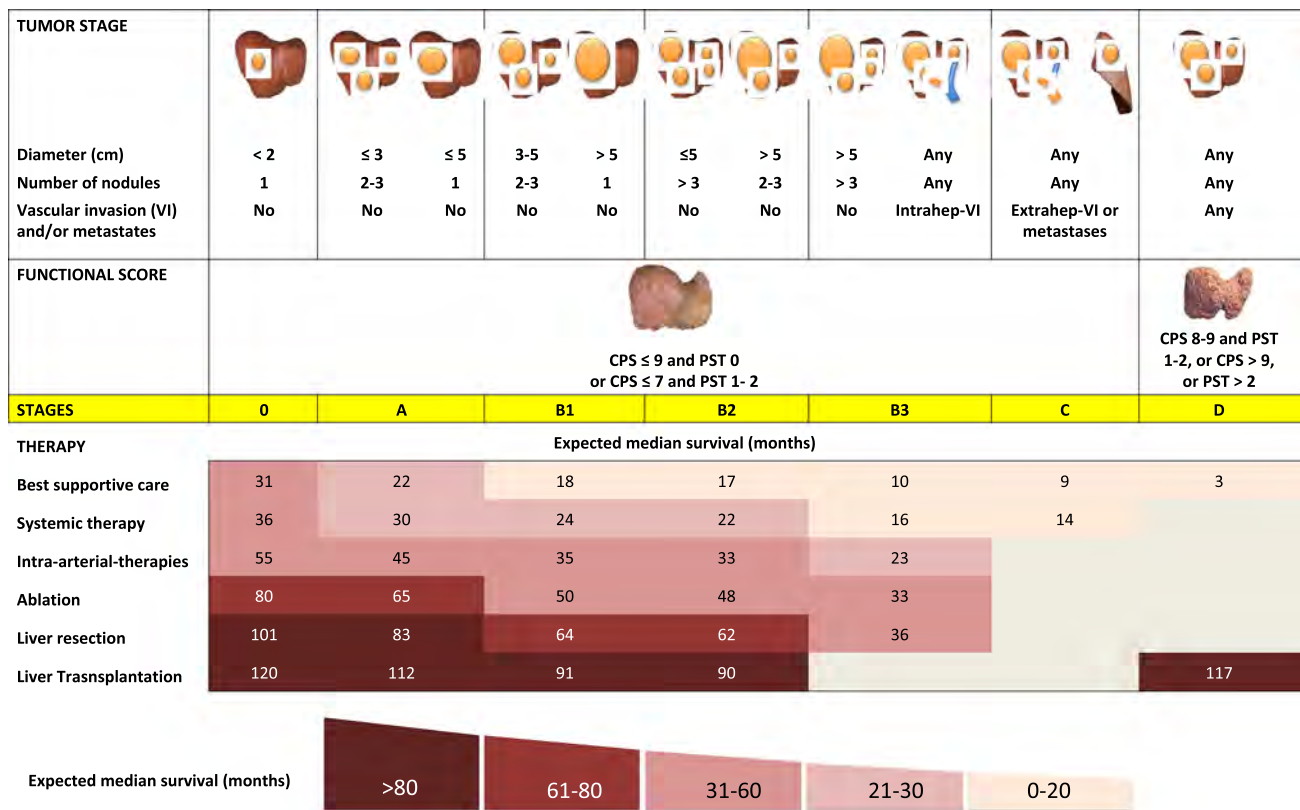 TUMOR STAGE
Diameter (cm) < 2 ≤ 3 ≤ 5 3-5 > 5 ≤5 > 5 > 5 Any Any Any
Number of nodules 1 2-3 1 2-3 1 > 3 2-3 > 3 Any Any Any
Vascular invasion (VI) No No No No No No No No Intrahep-VI Extrahep-VI or Any
and/or metastates metastases
FUNCTIONAL SCORE
CPS ≤ 9 and PST 0
or CPS ≤ 7 and PST 1- 2
CPS 8-9 and PST
1-2, or CPS > 9,
or PST > 2
STAGES 0 A B1 B2 B3 C D
THERAPY Expected median survival (months)
Best supportive care 31 22 18 17 10 9 3
Systemic therapy 36 30 24 22 16 14
Intra-arterial-therapies 55 45 35 33 23
Ablation 80 65 50 48 33
Liver resection 101 83 64 62 36
Liver Trasnplantation 120 112 91 90 117
Expected median survival (months) >80 61-80 31-60 21-30 0-20